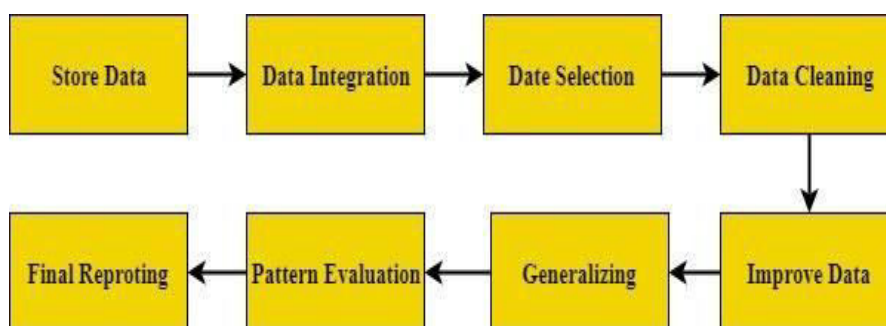 Store Data
Data Integration
Date Selection
Data Cleaning
Final Reproting
Pattern Evaluation
Generalizing
Improve Data